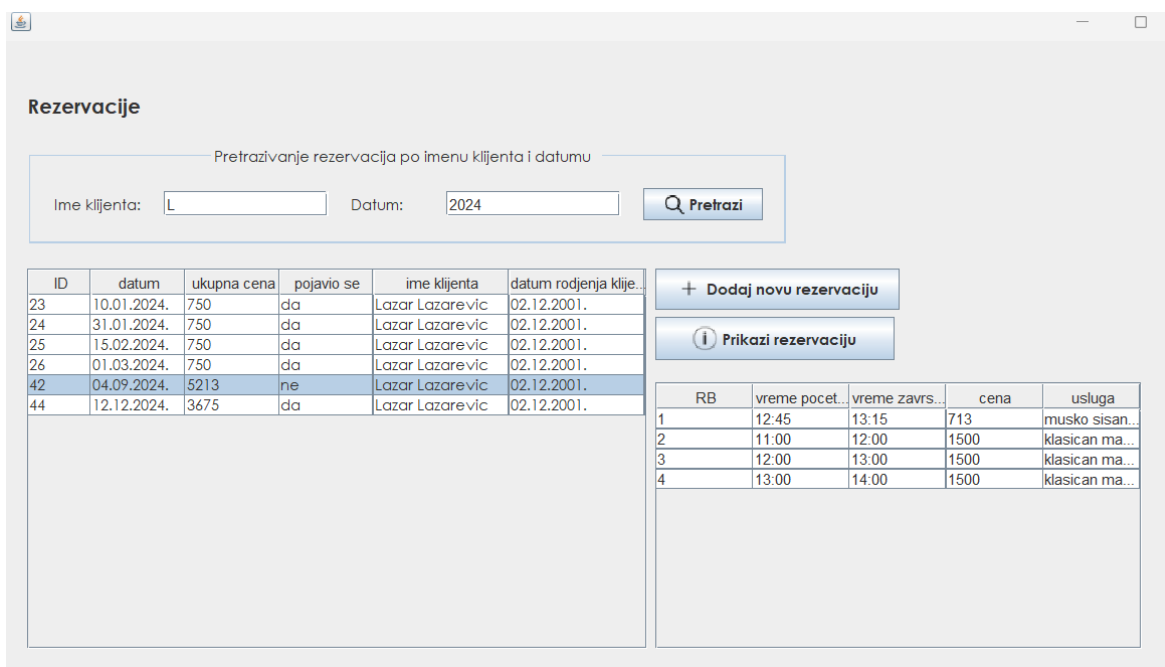 Rezervacije
Pretrazivanje rezervacija po imenu klijenta i datumu
Ime klijenta: L Datum: 2024 Pretrazi
ID datum ukupna cena pojavio se ime klijenta datum rodjenja klije...
23 10.01.2024. 750 da Lazar Lazarevic 02.12.2001.
24 31.01.2024. 750 da Lazar Lazarevic 02.12.2001.
25 15.02.2024. 750 da Lazar Lazarevic 02.12.2001.
26 01.03.2024. 750 da Lazar Lazarevic 02.12.2001.
42 04.09.2024. 5213 ne Lazar Lazarevic 02.12.2001.
44 12.12.2024. 3675 da Lazar Lazarevic 02.12.2001.
Dodaj novu rezervaciju
Prikazi rezervaciju
RB vreme pocet... vreme zavrs... cena usluga
1 12:45 13:15 713 musko sisan...
2 11:00 12:00 1500 klasican ma...
3 12:00 13:00 1500 klasican ma...
4 13:00 14:00 1500 klasican ma...